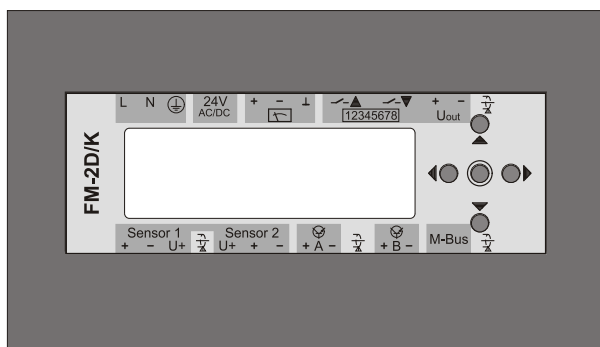 L N 24V + − ⊥ + −
AC/DC
12345678 Uout
FM-2D/K
Sensor 1 Sensor 2
+ − U+ U+ + − + A − + B − M-Bus